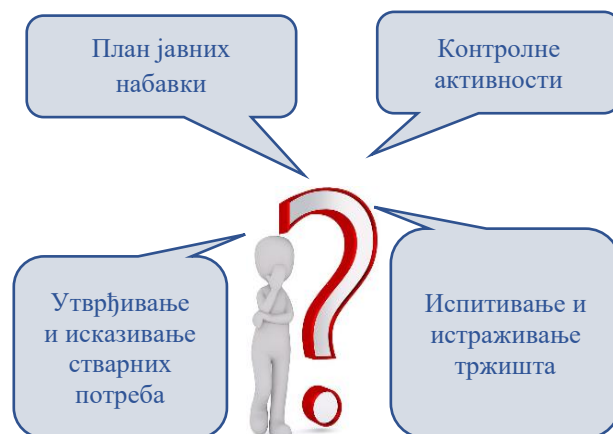 План јавних
набавки
Контролне
активности
Утврђивање
и исказивање
стварних
потреба
Испитивање и
истраживање
тржишта